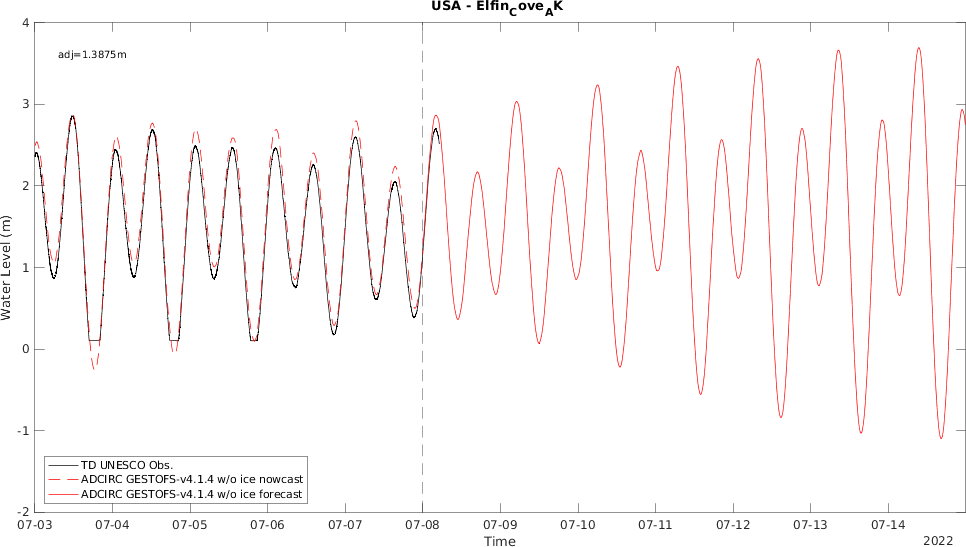 USA - ElfinCoveAK
4
adj=1.3875m
3
2
1
0
-1
-2
Water Level (m)
TD UNESCO Obs.
ADCIRC GESTOFS-v4.1.4 w/o ice nowcast
ADCIRC GESTOFS-v4.1.4 w/o ice forecast
07-03 07-04 07-05 07-06 07-07 07-08 07-09 07-10 07-11 07-12 07-13 07-14
Time
2022